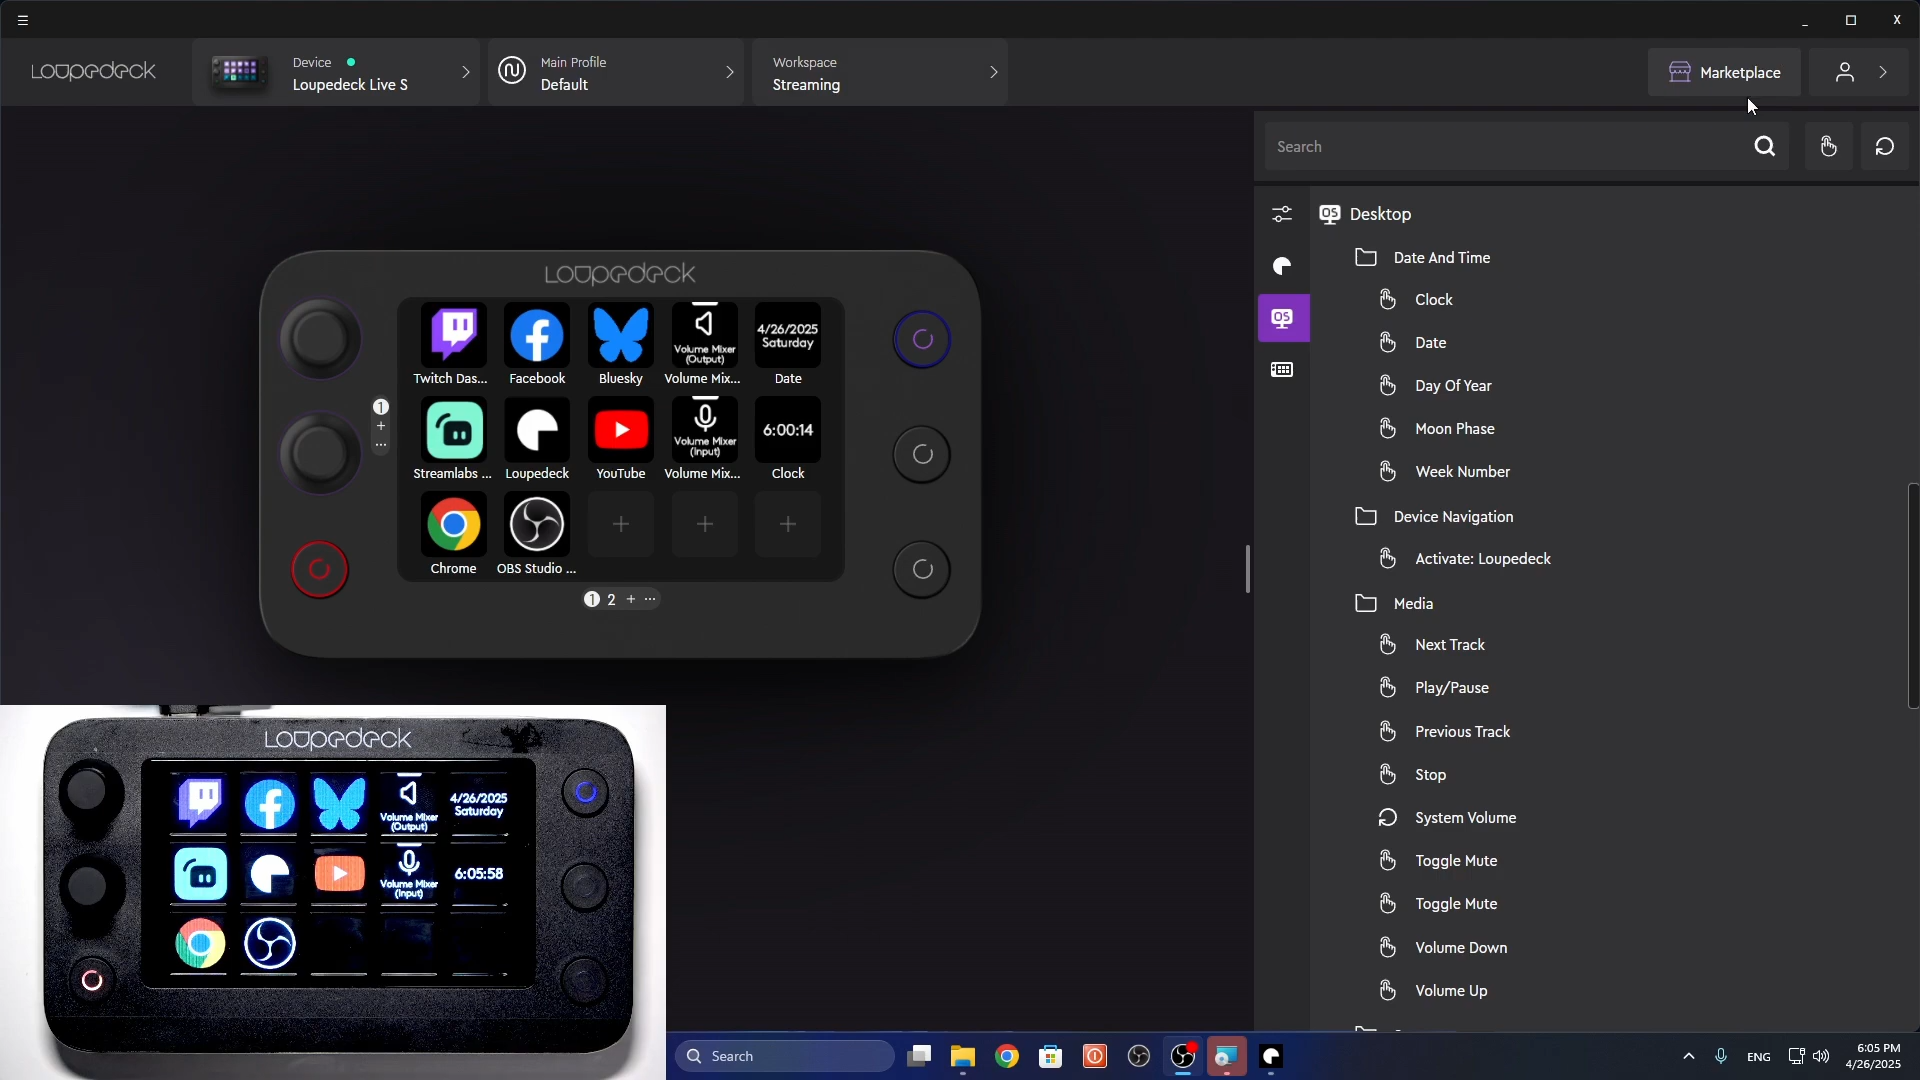 Loupedeck
Device
Loupedeck Live S
Main Profile
Default
Workspace
Streaming
Marketplace
Search
OS
Desktop
Date And Time
Clock
Date
OS
Day Of Year
Moon Phase
Week Number
Device Navigation
Activate: Loupedeck
Media
Next Track
Play/Pause
Previous Track
Stop
System Volume
Toggle Mute
Toggle Mute
Volume Down
Volume Up
Loupedeck
Volume Mixer
(Output)
4/26/2025
Saturday
Twitch Das...
Facebook
Bluesky
Volume Mix...
Date
Volume Mixer
(Input)
6:00:14
Streamlabs ...
Loupedeck
YouTube
Volume Mix...
Clock
Chrome
OBS Studio ...
1
+
...
1 2 + ...
Loupedeck
Volume Mixer
(Output)
4/26/2025
Saturday
Volume Mixer
(Input)
6:05:58
Search
ENG
6:05 PM
4/26/2025